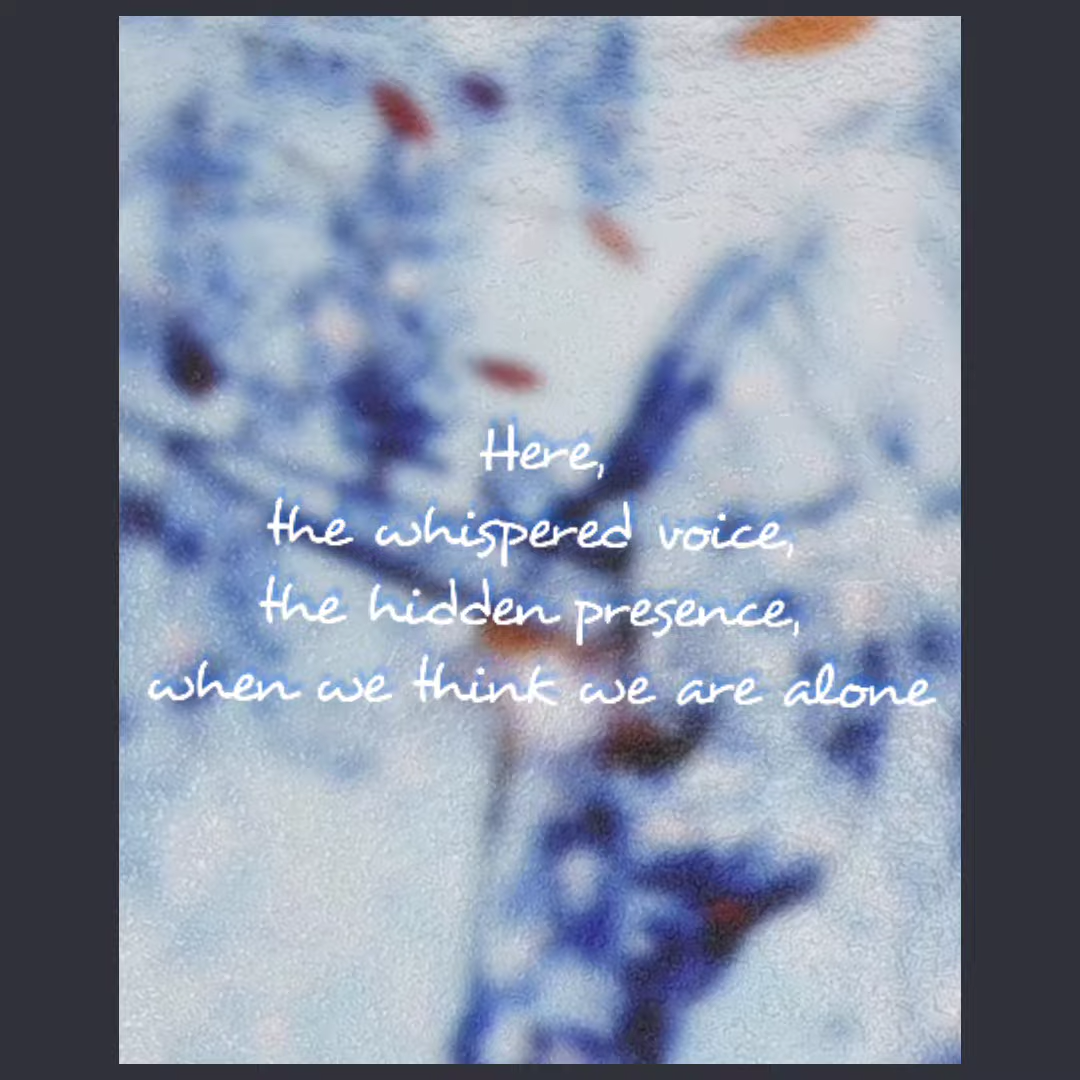 Here,
the whispered voice,
the hidden presence,
when we think we are alone